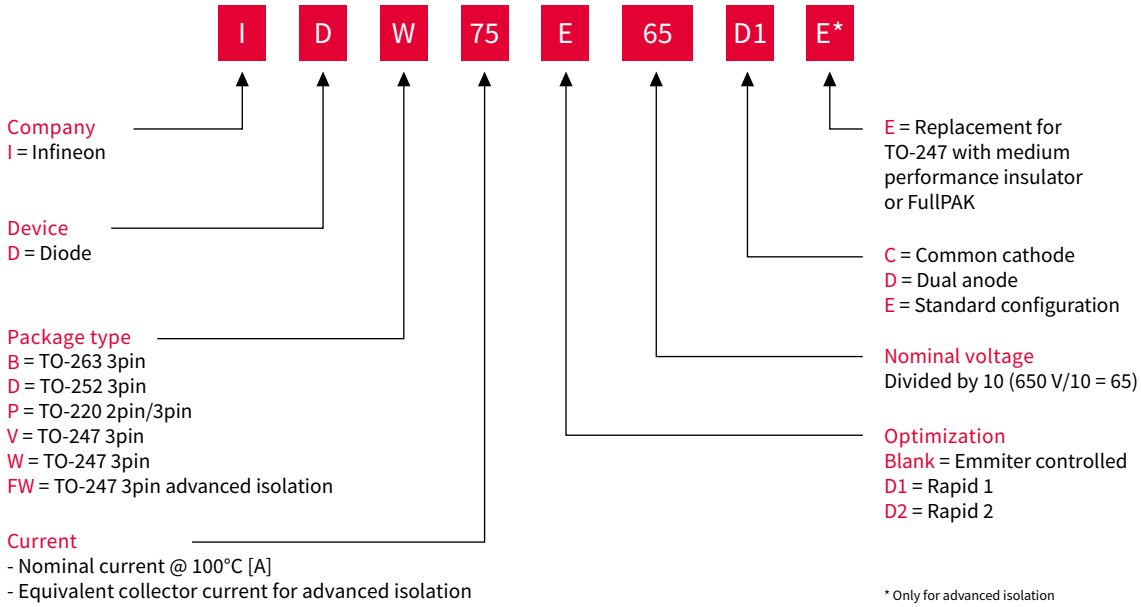 I D W 75 E 65 D1 E*
Company
I = Infineon
Device
D = Diode
Package type
B = TO-263 3pin
D = TO-252 3pin
P = TO-220 2pin/3pin
V = TO-247 3pin
W = TO-247 3pin
FW = TO-247 3pin advanced isolation
Current
- Nominal current @ 100°C [A]
- Equivalent collector current for advanced isolation
E = Replacement for
TO-247 with medium
performance insulator
or FullPAK
C = Common cathode
D = Dual anode
E = Standard configuration
Nominal voltage
Divided by 10 (650 V/10 = 65)
Optimization
Blank = Emmiter controlled
D1 = Rapid 1
D2 = Rapid 2
* Only for advanced isolation